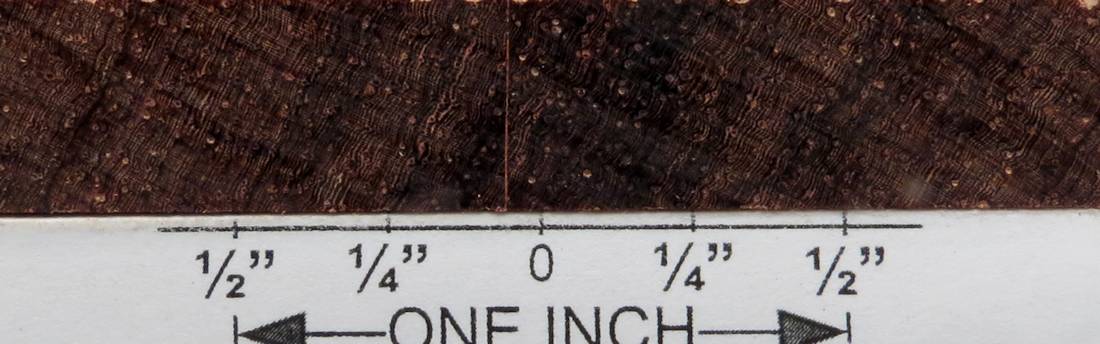 1/2” 1/4” 0 1/4” 1/2”
ONE INCH